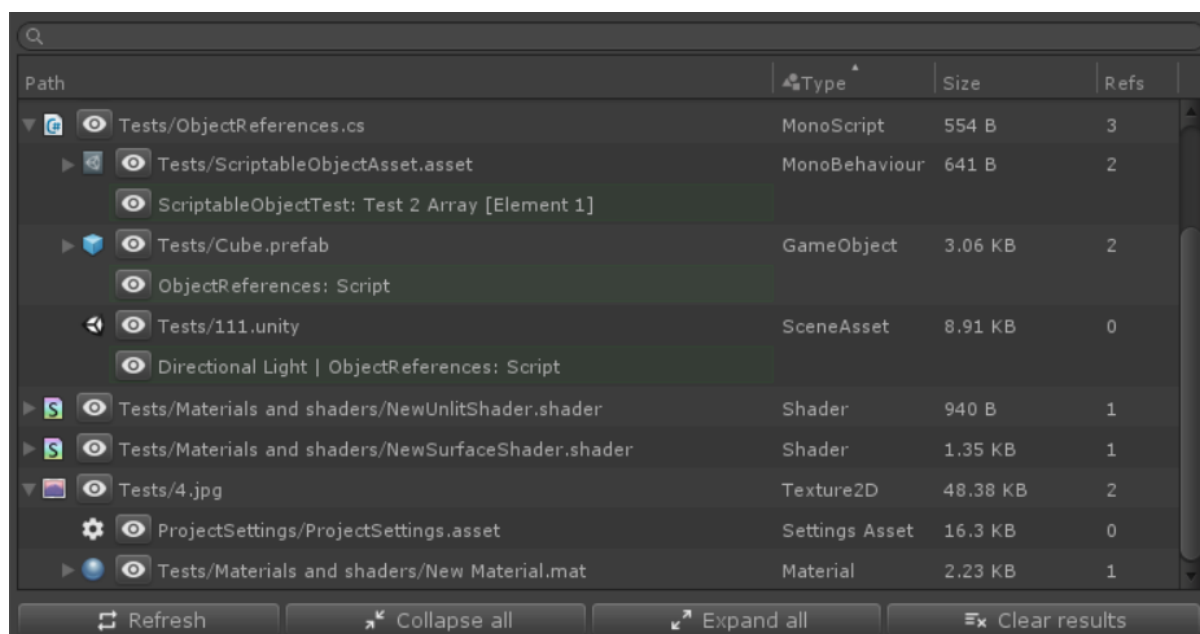 Path Type Size Refs
Tests/ObjectReferences.cs MonoScript 554 B 3
Tests/ScriptableObjectAsset.asset MonoBehaviour 641 B 2
ScriptableObjectTest: Test 2 Array [Element 1]
Tests/Cube.prefab GameObject 3.06 KB 2
ObjectReferences: Script
Tests/111.unity SceneAsset 8.91 KB 0
Directional Light | ObjectReferences: Script
Tests/Materials and shaders/NewUnlitShader.shader Shader 940 B 1
Tests/Materials and shaders/NewSurfaceShader.shader Shader 1.35 KB 1
Tests/4.jpg Texture2D 48.38 KB 2
ProjectSettings/ProjectSettings.asset Settings Asset 16.3 KB 0
Tests/Materials and shaders/New Material.mat Material 2.23 KB 1
Refresh Collapse all Expand all Clear results